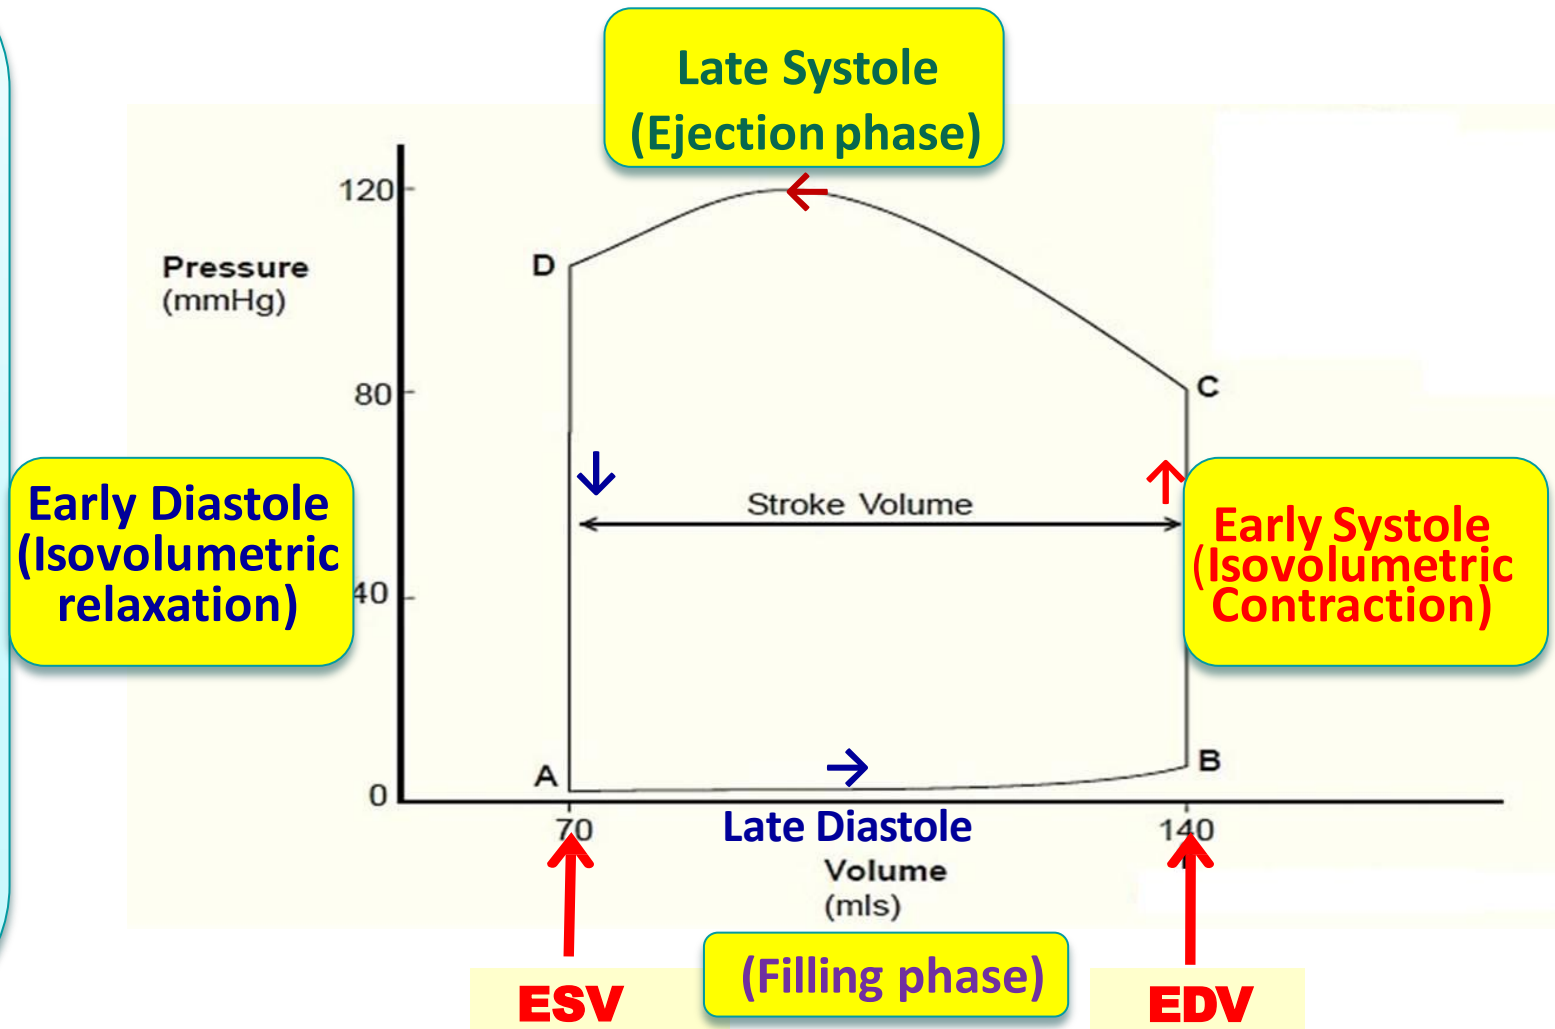 Late Systole
(Ejection phase)
120
D
Pressure
(mmHg)
80
C
Stroke Volume
Early Diastole
(Isovolumetric
relaxation)
Early Systole
(Isovolumetric
Contraction)
40
A
B
0
70
Late Diastole
140
Volume
(mls)
(Filling phase)
ESV
EDV